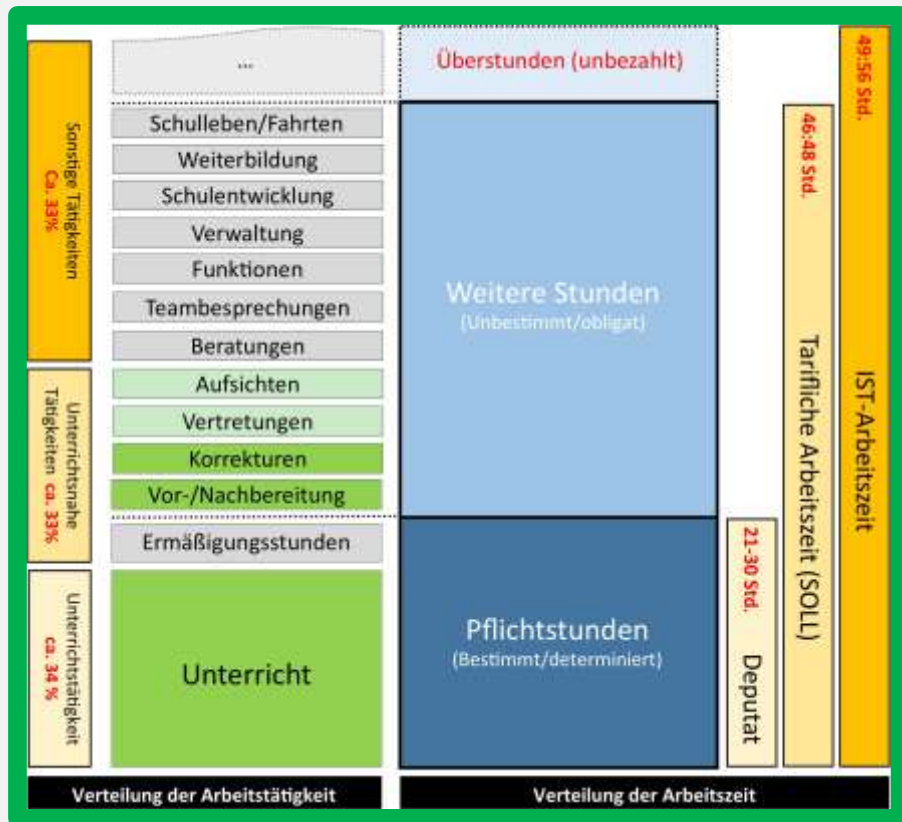 Sonstige Tätigkeiten
Ca. 33%
Unterrichtsnahe
Tätigkeiten ca. 33%
Unterrichtstätigkeit
ca. 34 %
...
Schulleben/Fahrten
Weiterbildung
Schulentwicklung
Verwaltung
Funktionen
Teambesprechungen
Beratungen
Aufsichten
Vertretungen
Korrekturen
Vor-/Nachbereitung
Ermäßigungsstunden
Unterricht
Überstunden (unbezahlt)
Weitere Stunden
(Unbestimmt/obligat)
Pflichtstunden
(Bestimmt/determiniert)
21-30 Std. Deputat
46:48 Std. Tarifliche Arbeitszeit (SOLL)
49:56 Std. IST-Arbeitszeit
Verteilung der Arbeitstätigkeit
Verteilung der Arbeitszeit